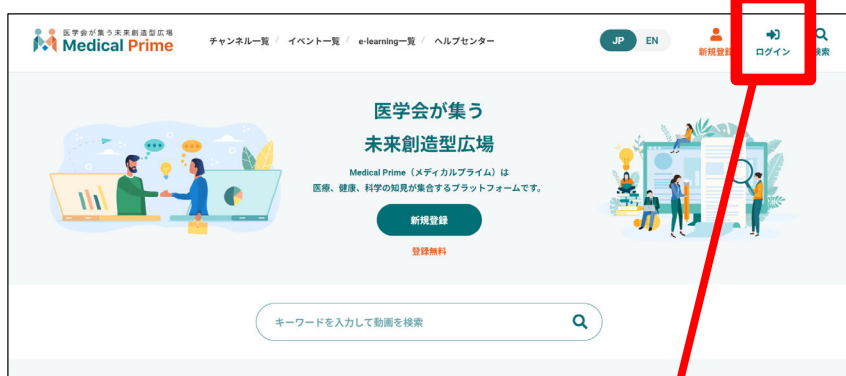 医学会が集う未来創造型広場
Medical Prime
チャンネル一覧 / イベント一覧 / e-learning一覧 / ヘルプセンター
JP EN
新規登録
ログイン
検索
医学会が集う
未来創造型広場
Medical Prime（メディカルプライム）は
医療、健康、科学の知見が集合するプラットフォームです。
新規登録
登録無料
キーワードを入力して動画を検索